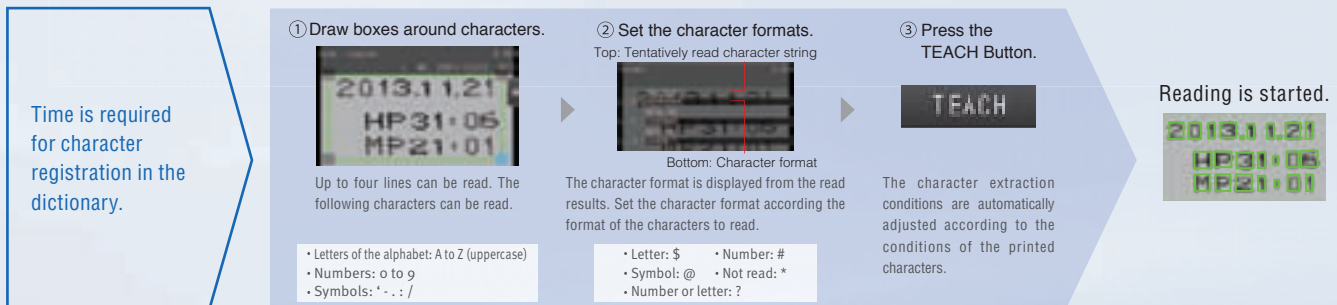 Time is required
for character
registration in the
dictionary.
① Draw boxes around characters.
2013.11.21
HP31:06
MP21:01
Up to four lines can be read. The
following characters can be read.
• Letters of the alphabet: A to Z (uppercase)
• Numbers: 0 to 9
• Symbols: ‘ - . : /
② Set the character formats.
Top: Tentatively read character string
Bottom: Character format
The character format is displayed from the read
results. Set the character format according the
format of the characters to read.
• Letter: $ • Number: #
• Symbol: @ • Not read: *
• Number or letter: ?
③ Press the
TEACH Button.
TEACH
The character extraction
conditions are automatically
adjusted according to the
conditions of the printed
characters.
Reading is started.
2013.11.21
HP31:06
MP21:01